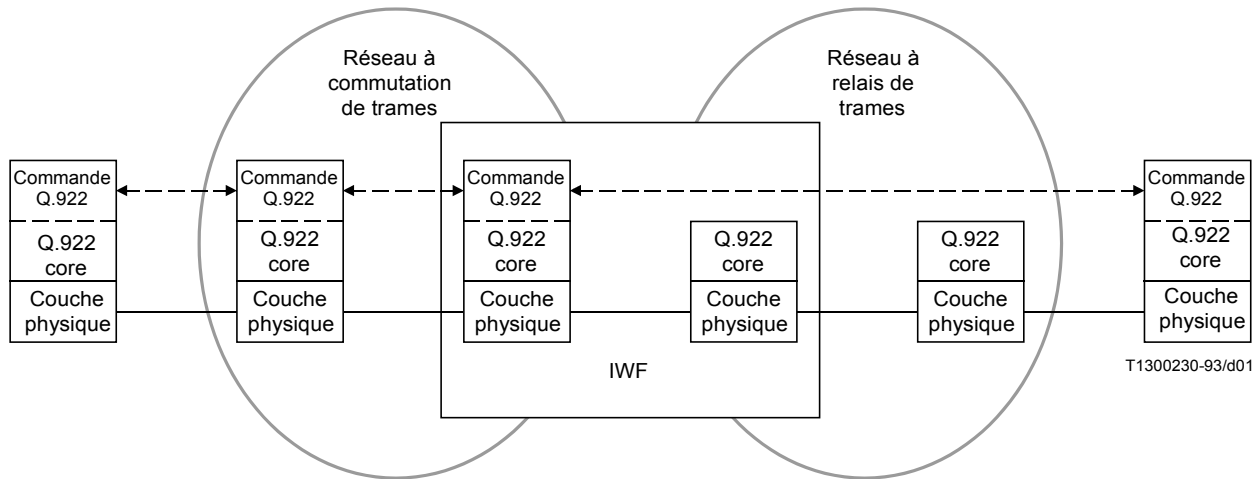 Réseau à
commutation
de trames
Réseau à
relais de
trames
Commande
Q.922
Q.922
core
Couche
physique
Commande
Q.922
Q.922
core
Couche
physique
Commande
Q.922
Q.922
core
Couche
physique
Q.922
core
Couche
physique
Q.922
core
Couche
physique
Commande
Q.922
Q.922
core
Couche
physique
IWF
T1300230-93/d01